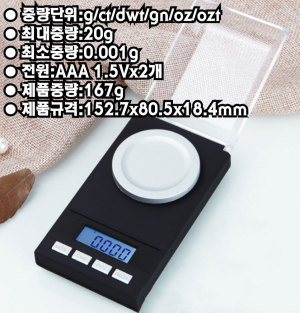 ● 중량단위:g/ct/dwt/gn/oz/ozt
● 최대중량:20g
● 최소중량:0.001g
● 전원:AAA 1.5Vx2개
● 제품중량:167g
● 제품규격:152.7x80.5x18.4mm
0.000